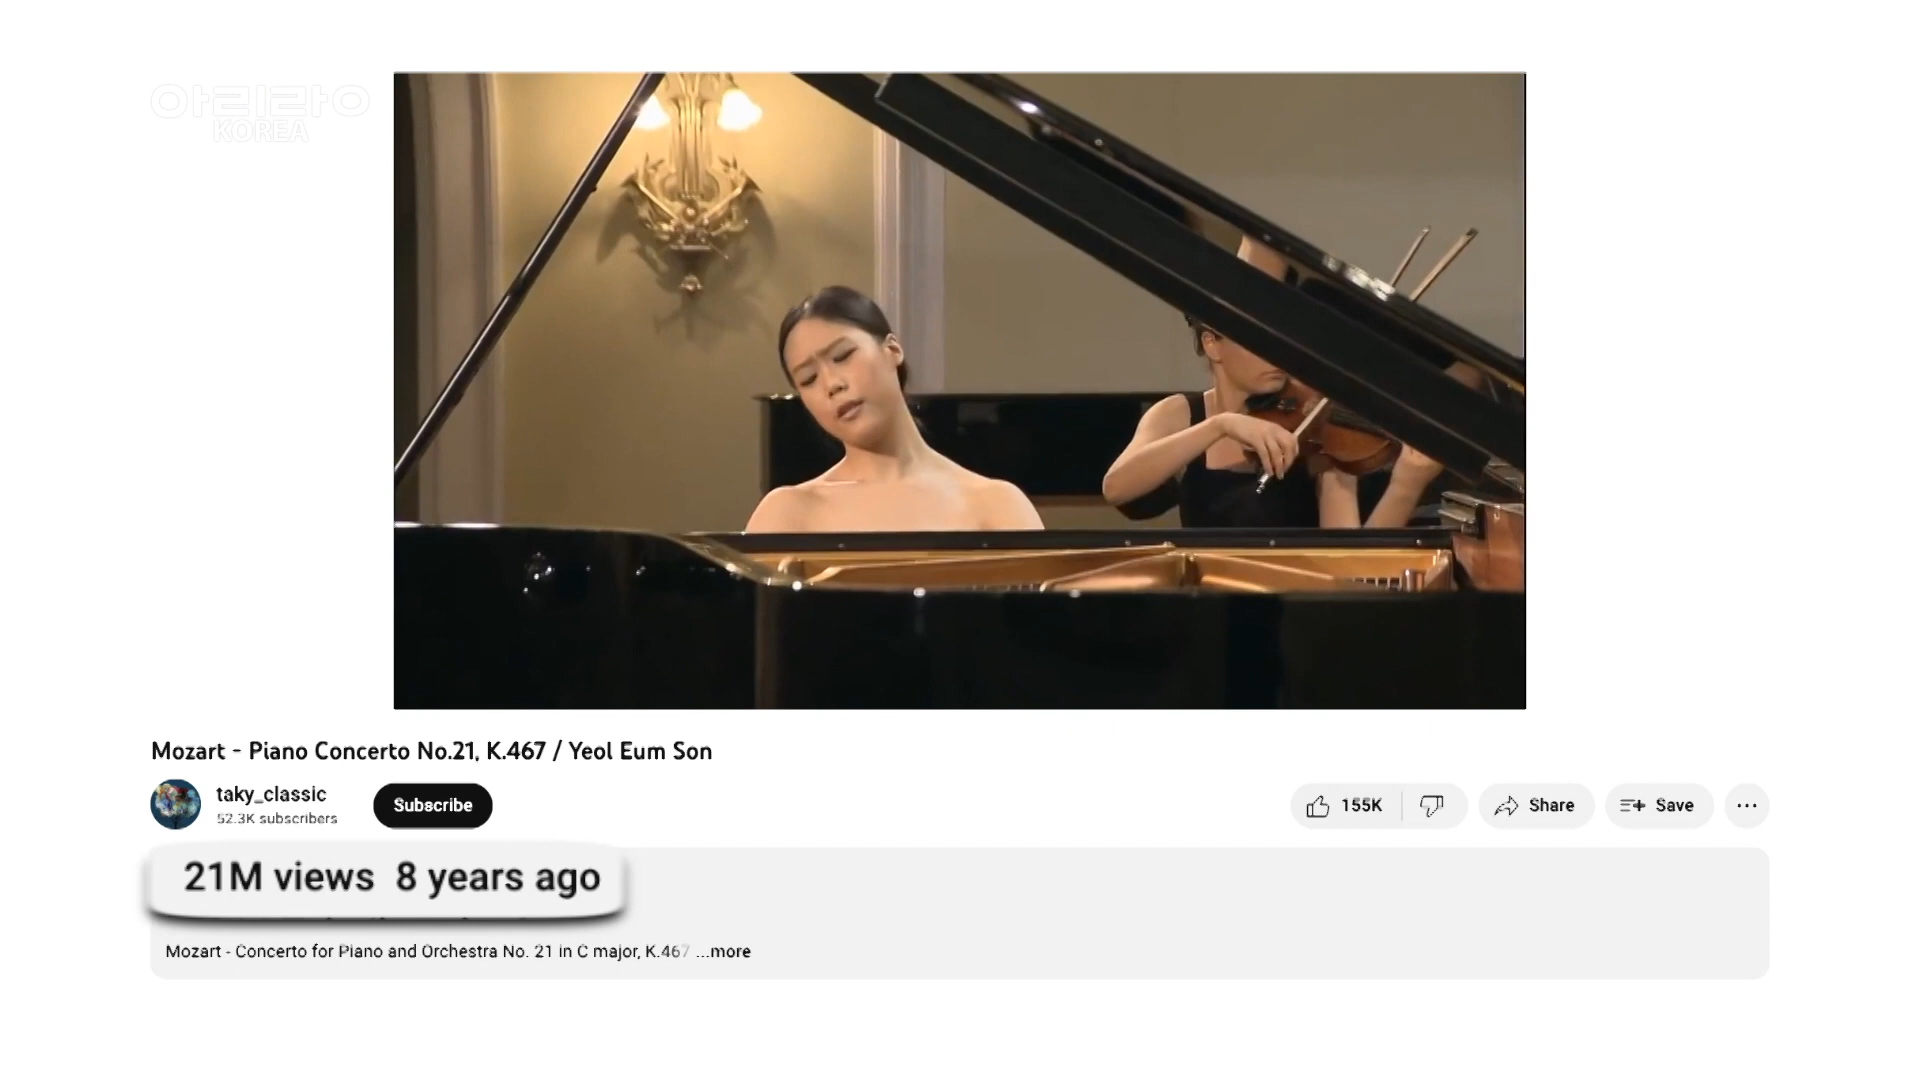 아리랑
KOREA
Mozart - Piano Concerto No.21, K.467 / Yeol Eum Son
taky_classic
52.3K subscribers
Subscribe
155K
Share
Save
21M views 8 years ago
Mozart - Concerto for Piano and Orchestra No. 21 in C major, K.467 ...more